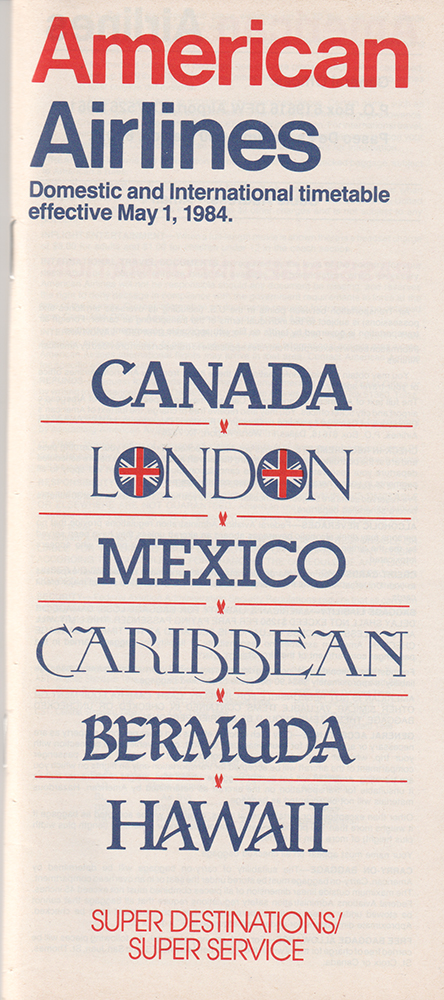 American
Airlines
Domestic and International timetable
effective May 1, 1984.
CANADA
LONDON
MEXICO
CARIBBEAN
BERMUDA
HAWAII
SUPER DESTINATIONS/
SUPER SERVICE